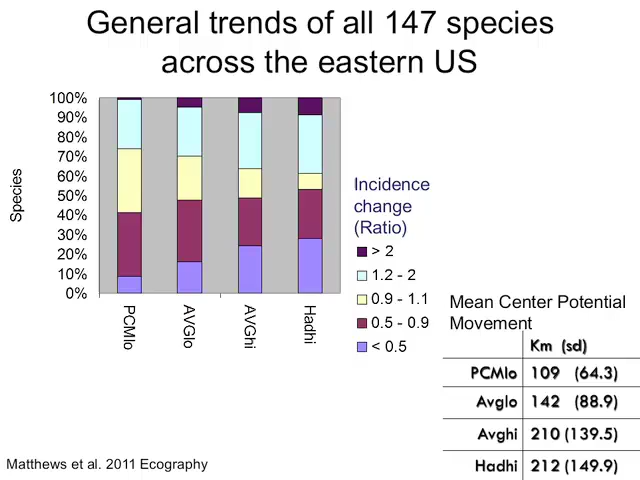 General trends of all 147 species
across the eastern US
100%
90%
80%
70%
60%
50%
40%
30%
20%
10%
0%
Species
PCMlo
AVGlo
AVGhi
Hadhi
Incidence
change
(Ratio)
> 2
1.2 - 2
0.9 - 1.1
0.5 - 0.9
< 0.5
Mean Center Potential
Movement
Km (sd)
PCMlo 109 (64.3)
Avglo 142 (88.9)
Avghi 210 (139.5)
Hadhi 212 (149.9)
Matthews et al. 2011 Ecography